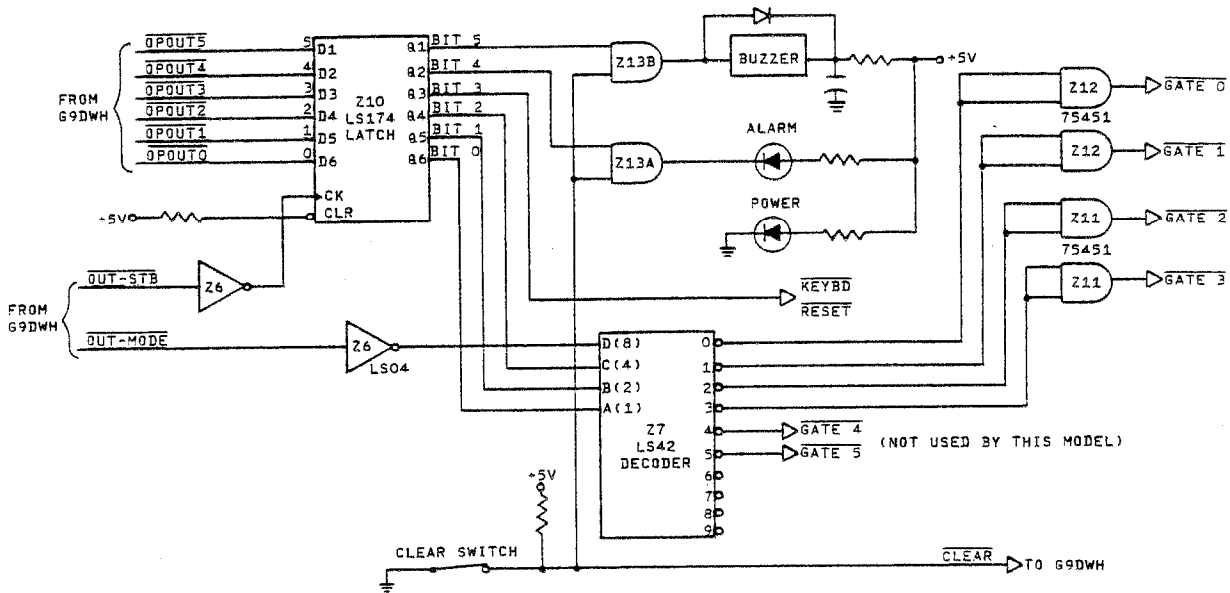 FROM
G9DWH
OPOUT5
OPOUT4
OPOUT3
OPOUT2
OPOUT1
OPOUT0
5
4
3
2
1
0
D1
D2
D3
D4
D5
D6
Z10
LS174
LATCH
Q1
Q2
Q3
Q4
Q5
Q6
CK
CLR
+5V
BIT 5
BIT 4
BIT 3
BIT 2
BIT 1
BIT 0
Z13B
BUZZER
+5V
Z13A
ALARM
POWER
Z12
75451
GATE 0
Z12
GATE 1
Z11
75451
GATE 2
Z11
GATE 3
KEYBD
RESET
FROM
G9DWH
OUT-STB
Z6
OUT-MODE
Z6
LS04
D(8)
C(4)
B(2)
A(1)
Z7
LS42
DECODER
0
1
2
3
4
5
6
7
8
9
GATE 4
GATE 5
(NOT USED BY THIS MODEL)
+5V
CLEAR SWITCH
CLEAR
TO G9DWH